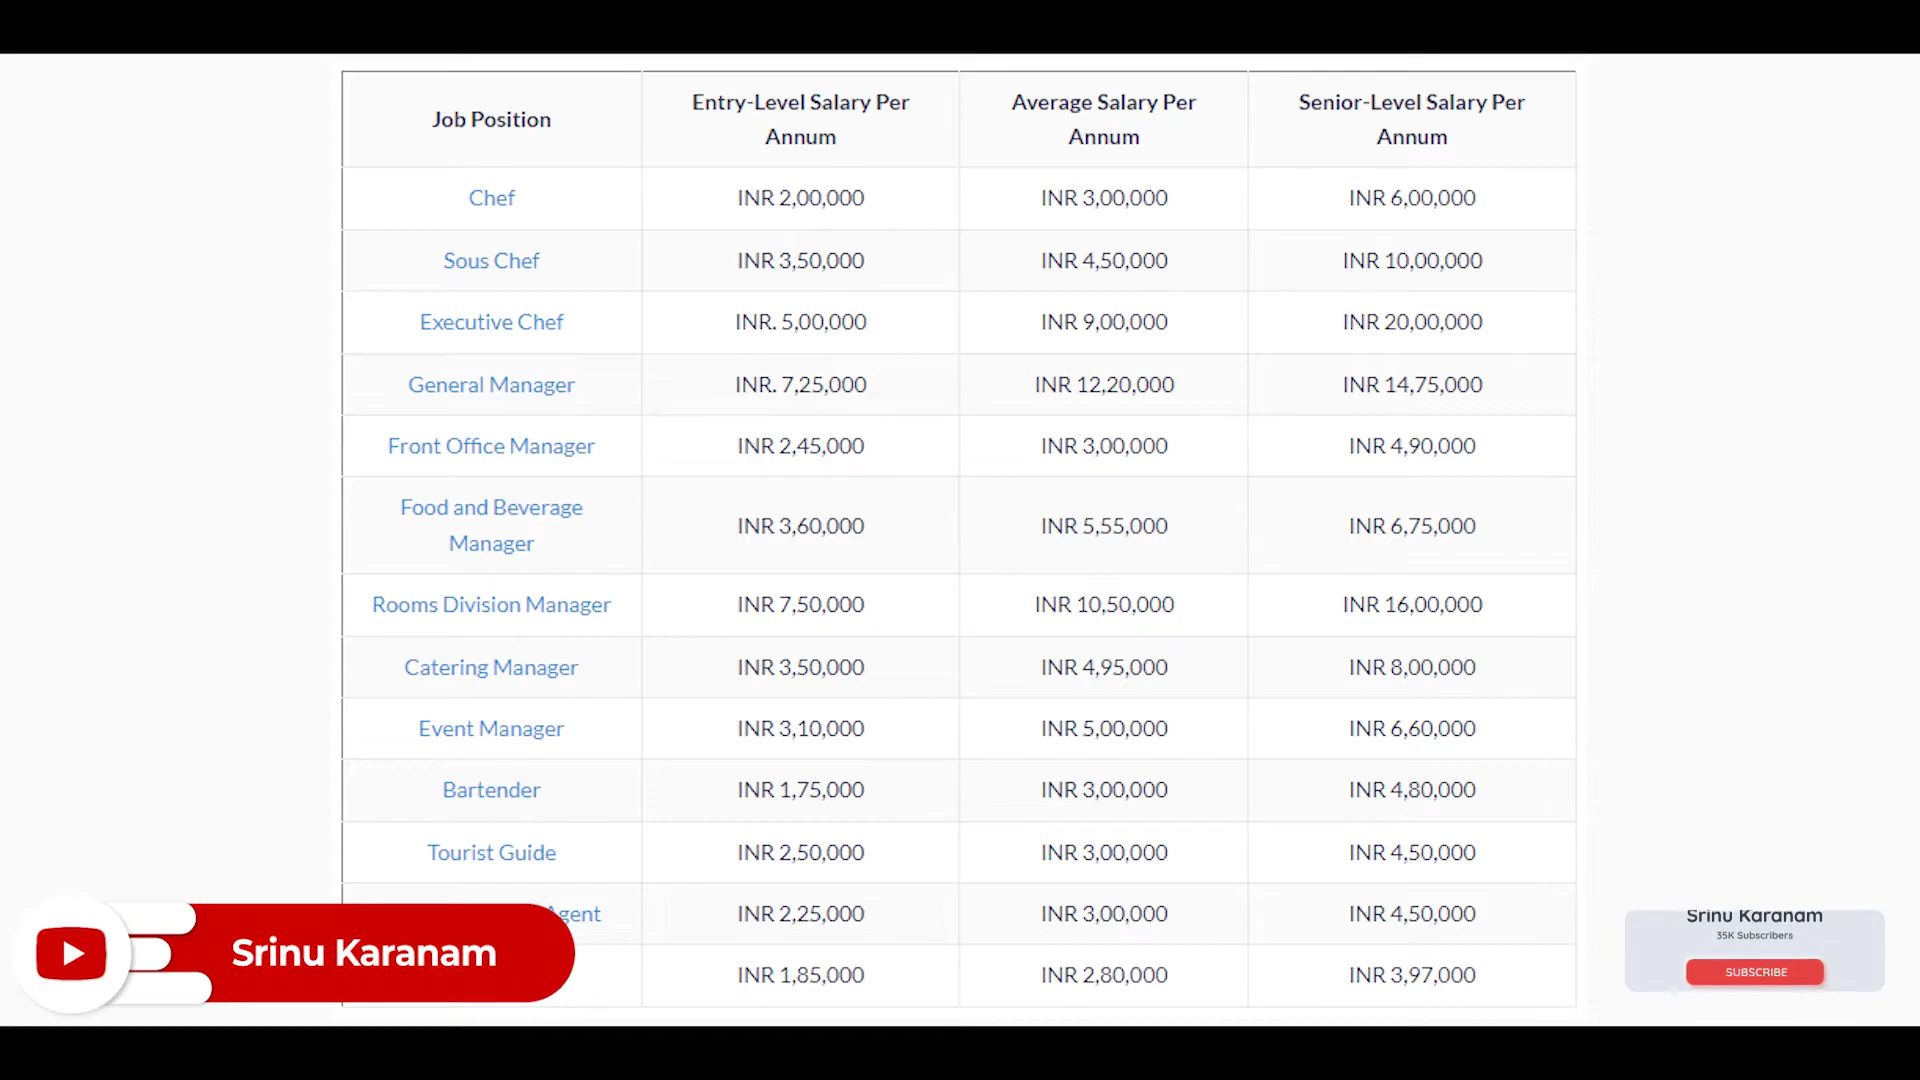 Job Position
Entry-Level Salary Per
Annum
Average Salary Per
Annum
Senior-Level Salary Per
Annum
Chef
INR 2,00,000
INR 3,00,000
INR 6,00,000
Sous Chef
INR 3,50,000
INR 4,50,000
INR 10,00,000
Executive Chef
INR. 5,00,000
INR 9,00,000
INR 20,00,000
General Manager
INR. 7,25,000
INR 12,20,000
INR 14,75,000
Front Office Manager
INR 2,45,000
INR 3,00,000
INR 4,90,000
Food and Beverage
Manager
INR 3,60,000
INR 5,55,000
INR 6,75,000
Rooms Division Manager
INR 7,50,000
INR 10,50,000
INR 16,00,000
Catering Manager
INR 3,50,000
INR 4,95,000
INR 8,00,000
Event Manager
INR 3,10,000
INR 5,00,000
INR 6,60,000
Bartender
INR 1,75,000
INR 3,00,000
INR 4,80,000
Tourist Guide
INR 2,50,000
INR 3,00,000
INR 4,50,000
Agent
INR 2,25,000
INR 3,00,000
INR 4,50,000
INR 1,85,000
INR 2,80,000
INR 3,97,000
Srinu Karanam
Srinu Karanam
35K Subscribers
SUBSCRIBE